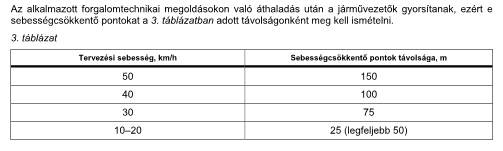 Az alkalmazott forgalomtechnikai megoldásokon való áthaladás után a járművezetők gyorsítanak, ezért e
sebességcsökkentő pontokat a 3. táblázatban adott távolságonként meg kell ismételni.
3. táblázat
Tervezési sebesség, km/h Sebességcsökkentő pontok távolsága, m
50 150
40 100
30 75
10–20 25 (legfeljebb 50)